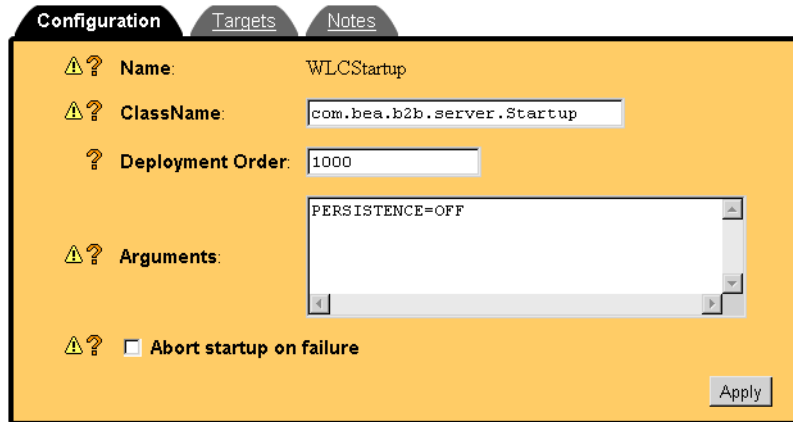 Configuration Targets Notes
Name: WLCStartup
ClassName: com.bea.b2b.server.Startup
? Deployment Order: 1000
PERSISTENCE=OFF
Arguments:
Abort startup on failure
Apply